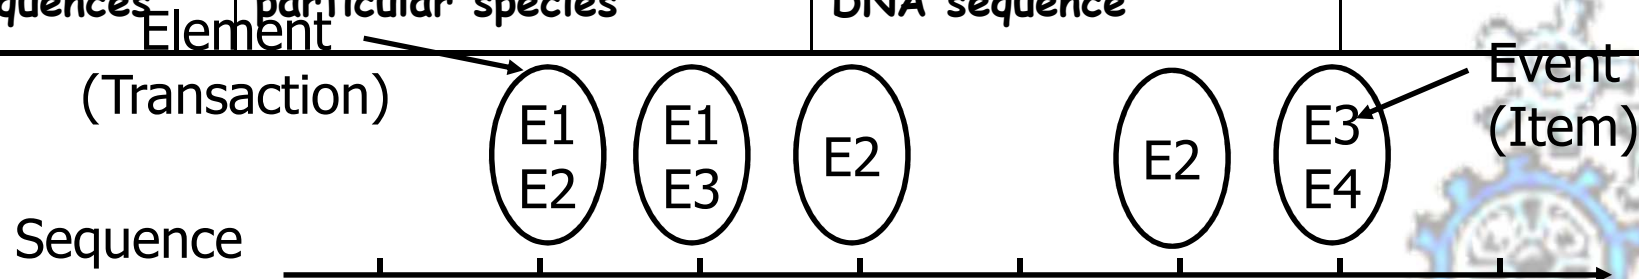 particular species DNA sequence
Element
(Transaction)
E1
E2
E1
E3
E2
E2
E3
E4
Event
(Item)
Sequence